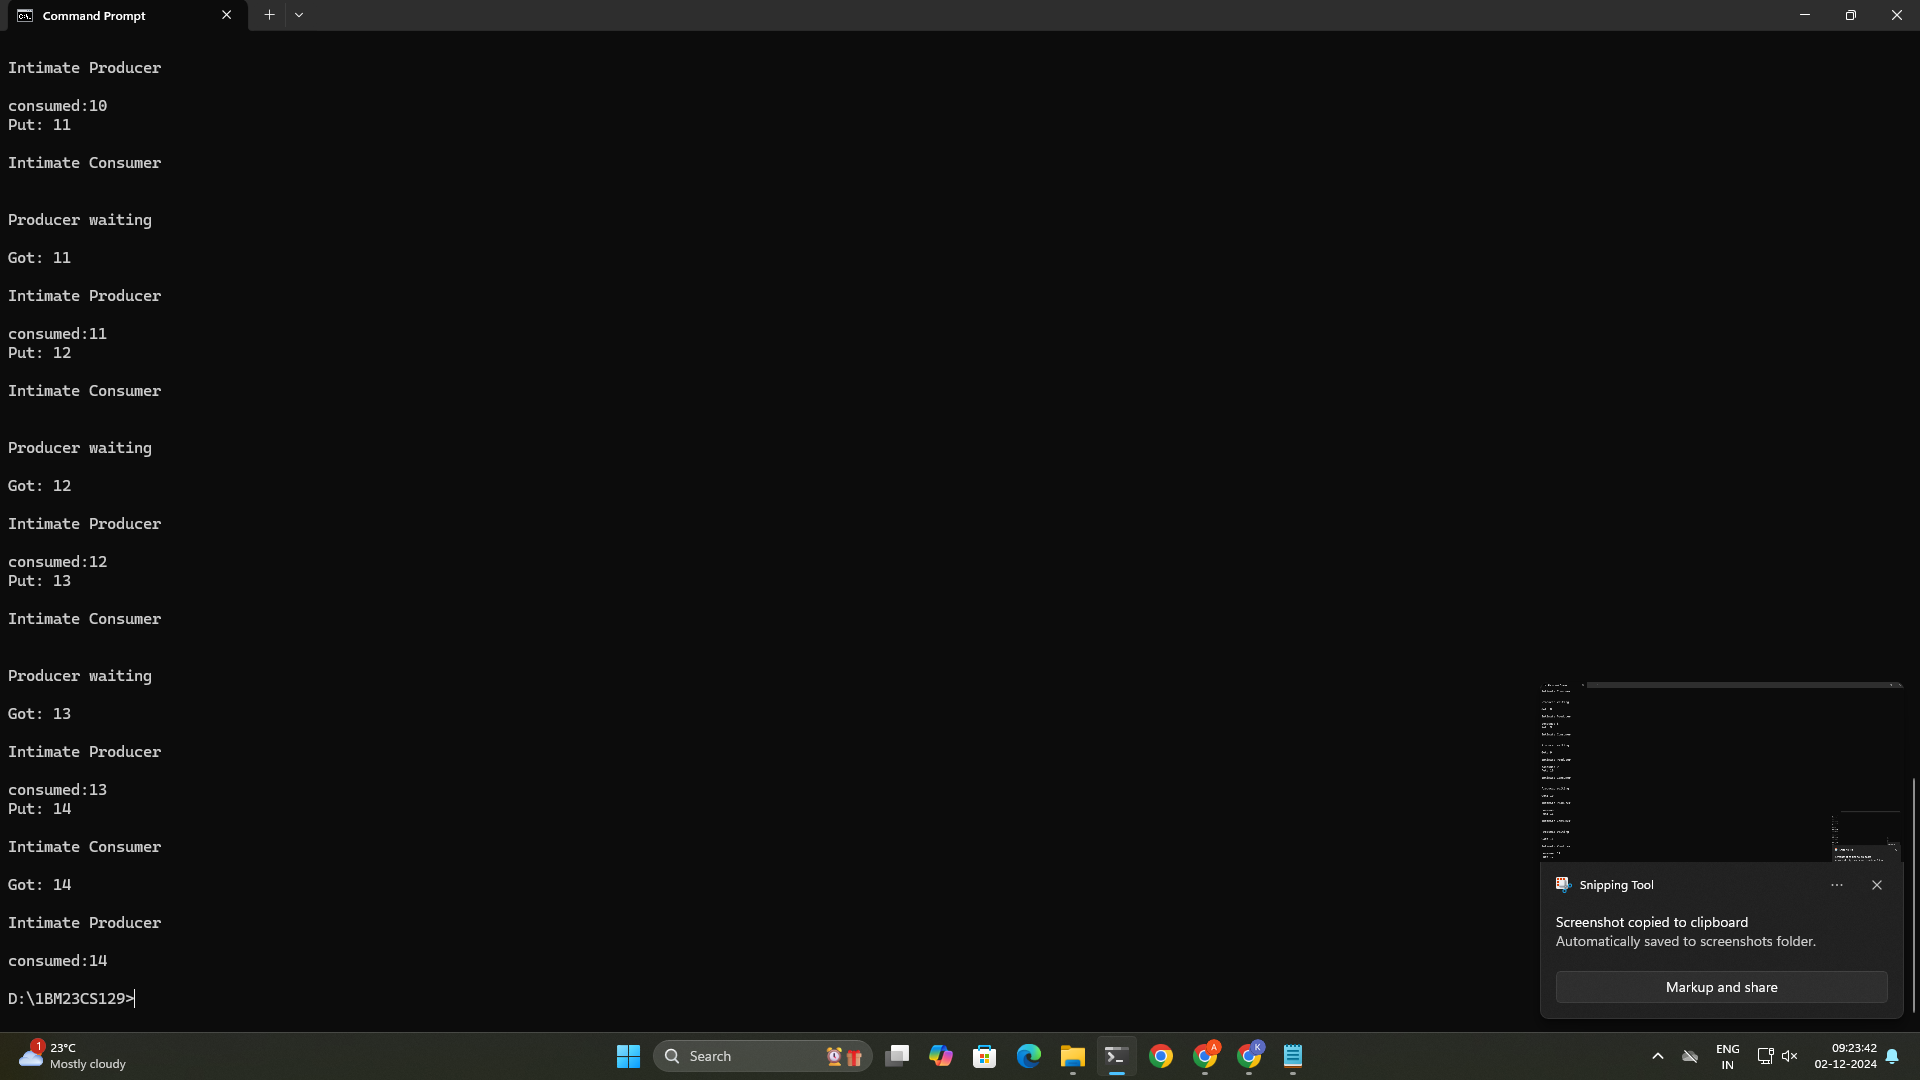 Command Prompt
Intimate Producer
consumed:10
Put: 11
Intimate Consumer
Producer waiting
Got: 11
Intimate Producer
consumed:11
Put: 12
Intimate Consumer
Producer waiting
Got: 12
Intimate Producer
consumed:12
Put: 13
Intimate Consumer
Producer waiting
Got: 13
Intimate Producer
consumed:13
Put: 14
Intimate Consumer
Got: 14
Intimate Producer
consumed:14
D:\1BM23CS129>
Snipping Tool
Screenshot copied to clipboard
Automatically saved to screenshots folder.
Markup and share
1
23°C
Mostly cloudy
Search
A
K
ENG
IN
09:23:42
02-12-2024